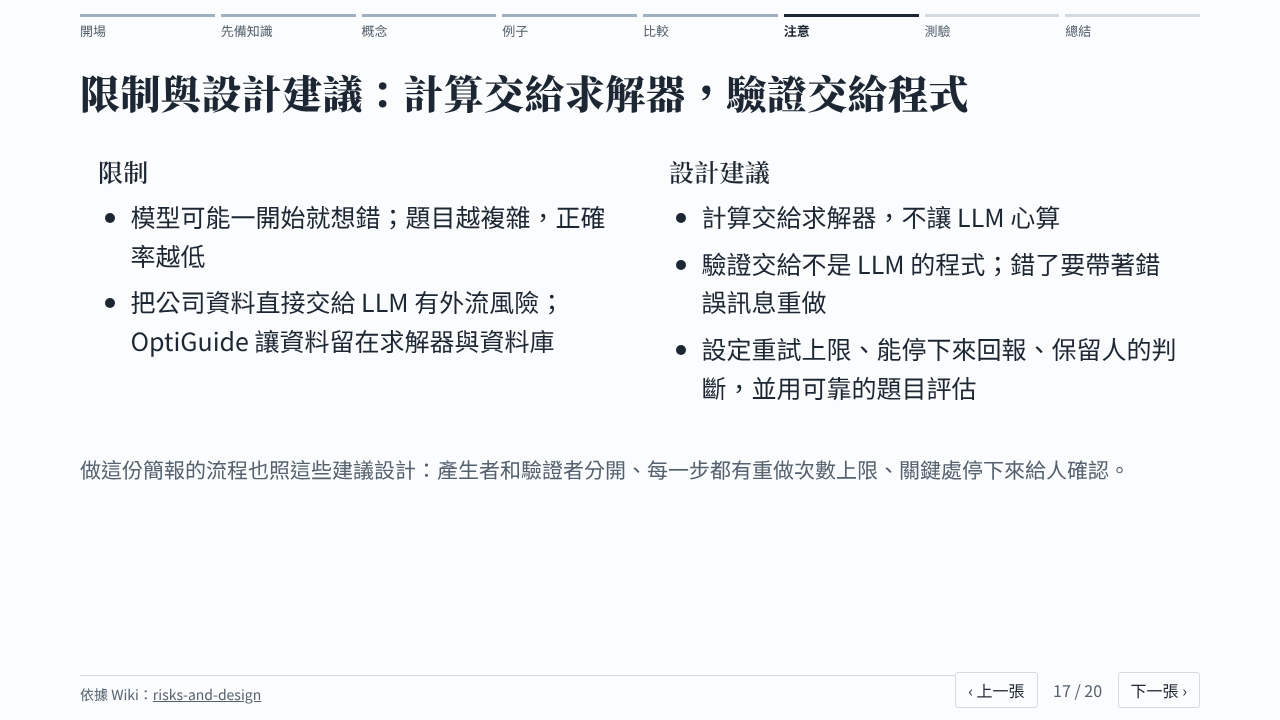 開場
先備知識
概念
例子
比較
注意
測驗
總結
限制與設計建議：計算交給求解器，驗證交給程式
限制
• 模型可能一開始就想錯；題目越複雜，正確
率越低
• 把公司資料直接交給 LLM 有外流風險；
OptiGuide 讓資料留在求解器與資料庫
設計建議
• 計算交給求解器，不讓 LLM 心算
• 驗證交給不是 LLM 的程式；錯了要帶著錯
誤訊息重做
• 設定重試上限、能停下來回報、保留人的判
斷，並用可靠的題目評估
做這份簡報的流程也照這些建議設計：產生者和驗證者分開、每一步都有重做次數上限、關鍵處停下來給人確認。
依據 Wiki：risks-and-design
‹ 上一張
17 / 20
下一張 ›